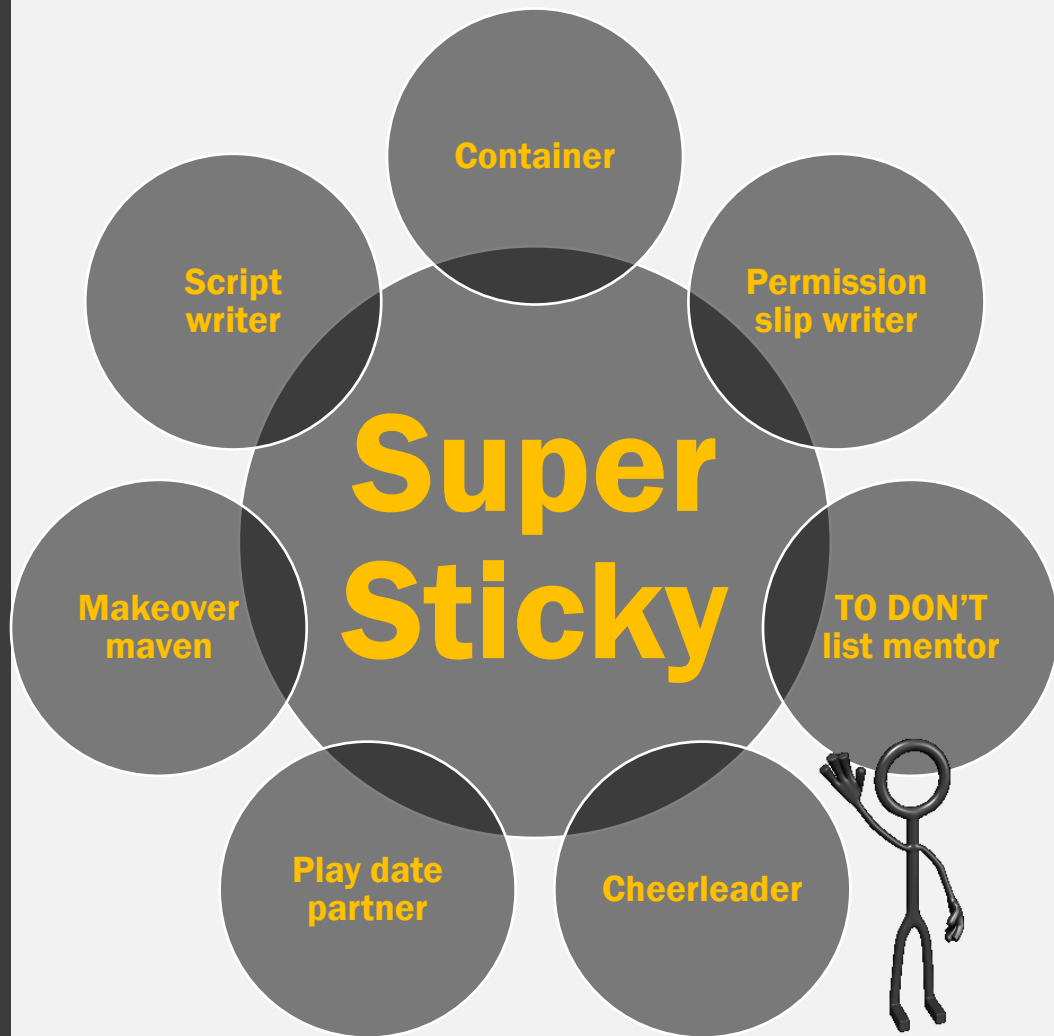 Container
Script
writer
Permission
slip writer
Super
Sticky
Makeover
maven
TO DON’T
list mentor
Play date
partner
Cheerleader